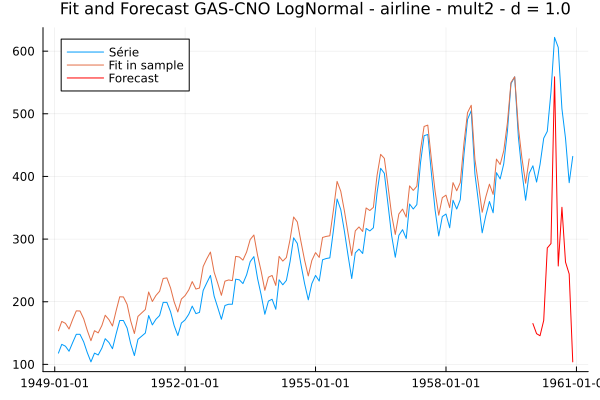 Fit and Forecast GAS-CNO LogNormal - airline - mult2 - d = 1.0
Série
Fit in sample
Forecast
600
500
400
300
200
100
1949-01-01 1952-01-01 1955-01-01 1958-01-01 1961-01-0